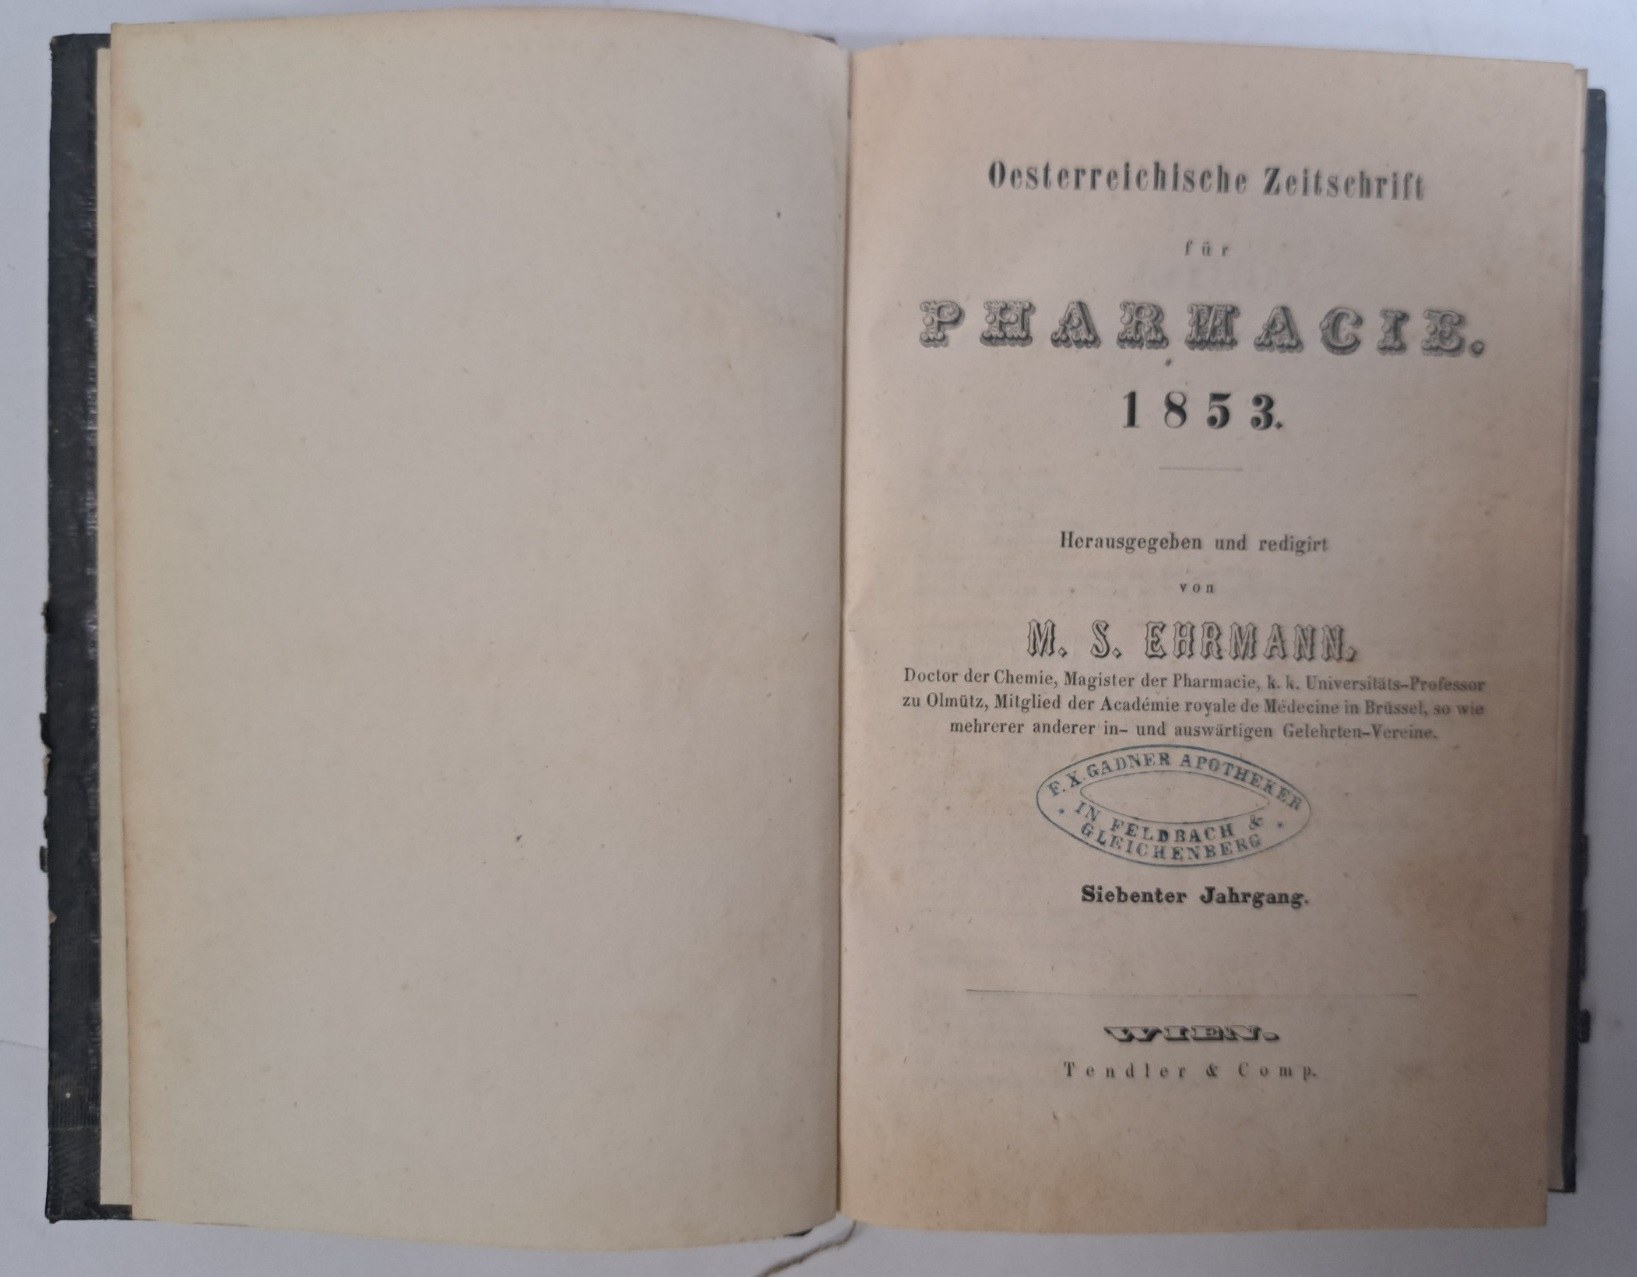 Oesterreichische Zeitschrift
für
PHARMACIE.
1853.
Herausgegeben und redigirt
von
M. S. EHRMANN,
Doctor der Chemie, Magister der Pharmacie, k. k. Universitäts-Professor
zu Olmütz, Mitglied der Académie royale de Médecine in Brüssel, so wie
mehrerer anderer in- und auswärtigen Gelehrten-Vereine.
F. X. GADNER APOTHEKER
IN FELDBACH &
GLEICHENBERG
Siebenter Jahrgang.
WIEN.
Tendler & Comp.